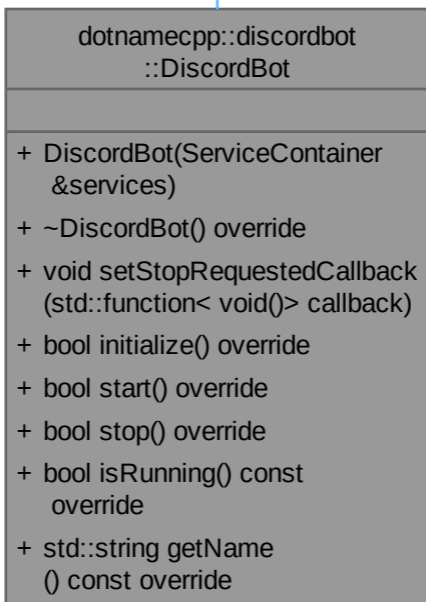 dotnamecpp::discordbot
::DiscordBot
+ DiscordBot(ServiceContainer
&services)
+ ~DiscordBot() override
+ void setStopRequestedCallback
(std::function< void()> callback)
+ bool initialize() override
+ bool start() override
+ bool stop() override
+ bool isRunning() const
override
+ std::string getName
() const override